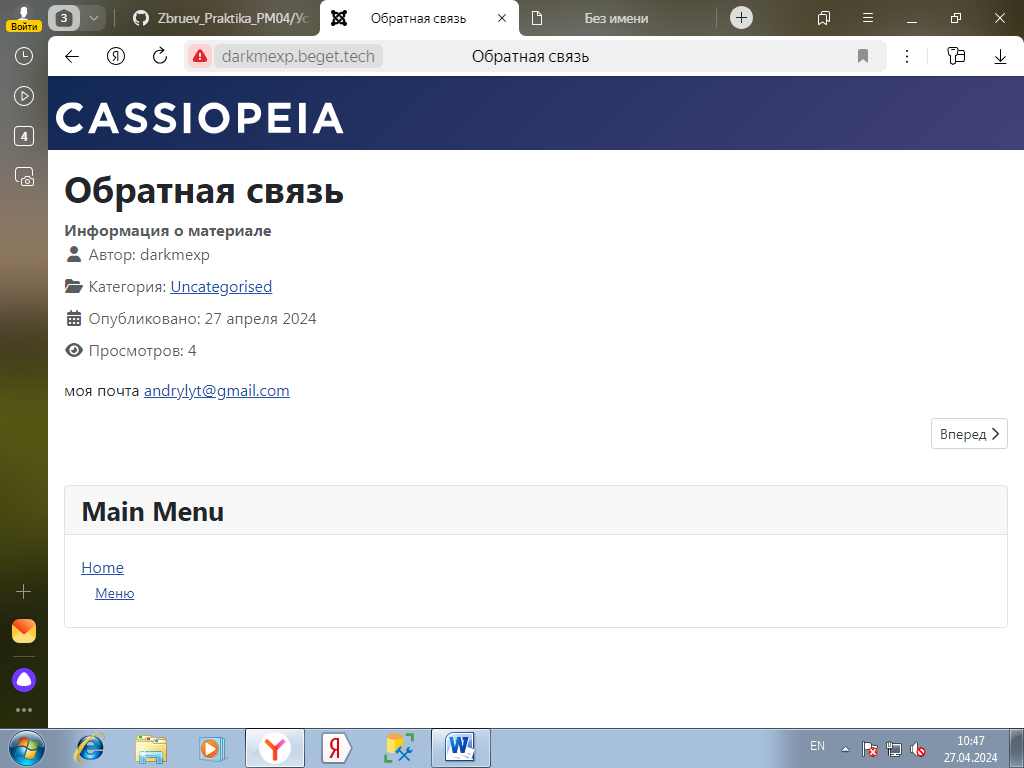 Войти
3
Zbruev_Praktika_PM04/Ус
Обратная связь
Без имени
Я
darkmexp.beget.tech
Обратная связь
4
CASSIOPEIA
Обратная связь
Информация о материале
Автор: darkmexp
Категория: Uncategorised
Опубликовано: 27 апреля 2024
Просмотров: 4
моя почта andrylyt@gmail.com
Вперед
Main Menu
Home
Меню
Я
W
EN
10:47
27.04.2024